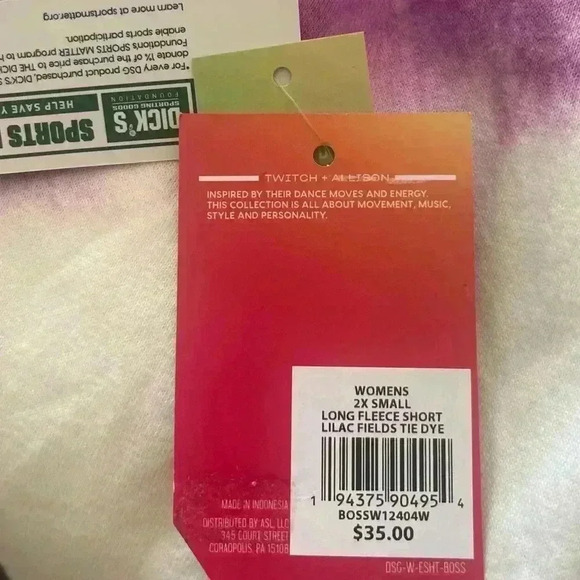 Learn more at sportsmatter.org
enable sports participation.
Foundation's SPORTS MATTER program to h
donate 1% of the purchase price to THE DICK
*For every DSG product purchased, DICK'S S
DICK'S
SPORTING GOODS
FOUNDATION
SPORTS
HELP SAVE Y
TWITCH + ALLISON
INSPIRED BY THEIR DANCE MOVES AND ENERGY.
THIS COLLECTION IS ALL ABOUT MOVEMENT, MUSIC,
STYLE AND PERSONALITY.
WOMENS
2X SMALL
LONG FLEECE SHORT
LILAC FIELDS TIE DYE
1 94375 90495 4
BOSSW12404W
$35.00
MADE IN INDONESIA
DISTRIBUTED BY ASI, LLC
345 COURT STREET
CORAOPOLIS, PA 15108
DSG-W-ESHT-BOSS